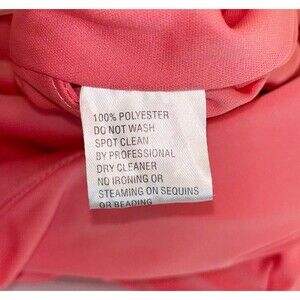 100% POLYESTER
DO NOT WASH
SPOT CLEAN
BY PROFESSIONAL
DRY CLEANER
NO IRONING OR
STEAMING ON SEQUINS
OR BEADING